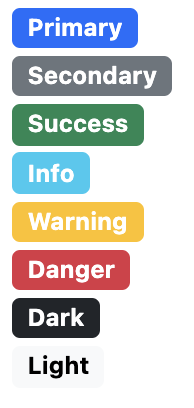 Primary
Secondary
Success
Info
Warning
Danger
Dark
Light